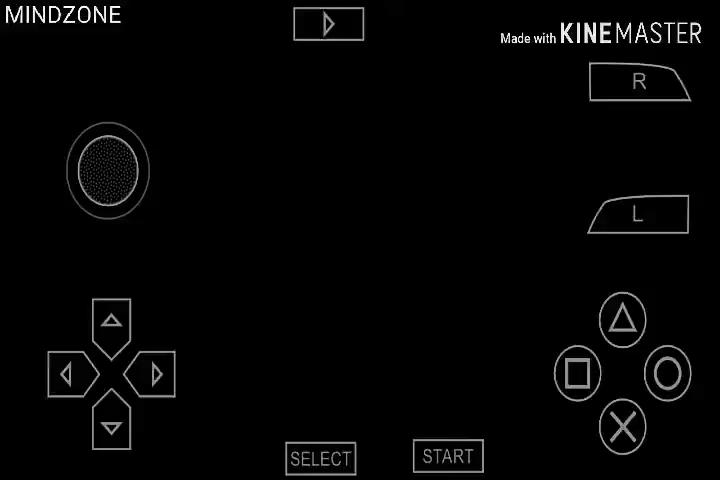 MINDZONE
Made with KINEMASTER
R
L
SELECT
START